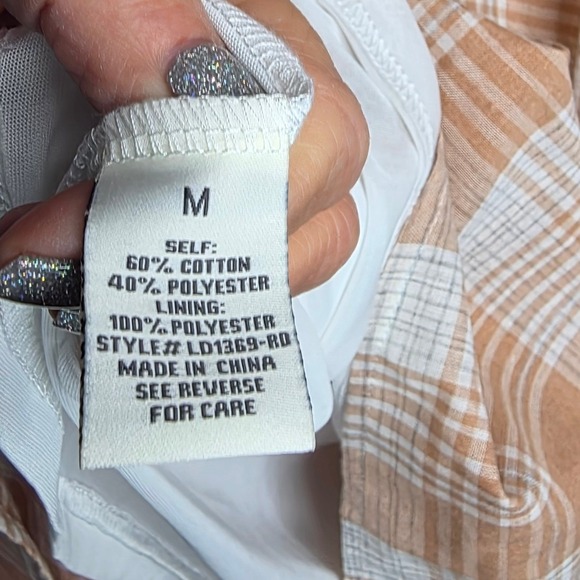 M
SELF:
60% COTTON
40% POLYESTER
LINING:
100% POLYESTER
STYLE# LD1369-RD
MADE IN CHINA
SEE REVERSE
FOR CARE